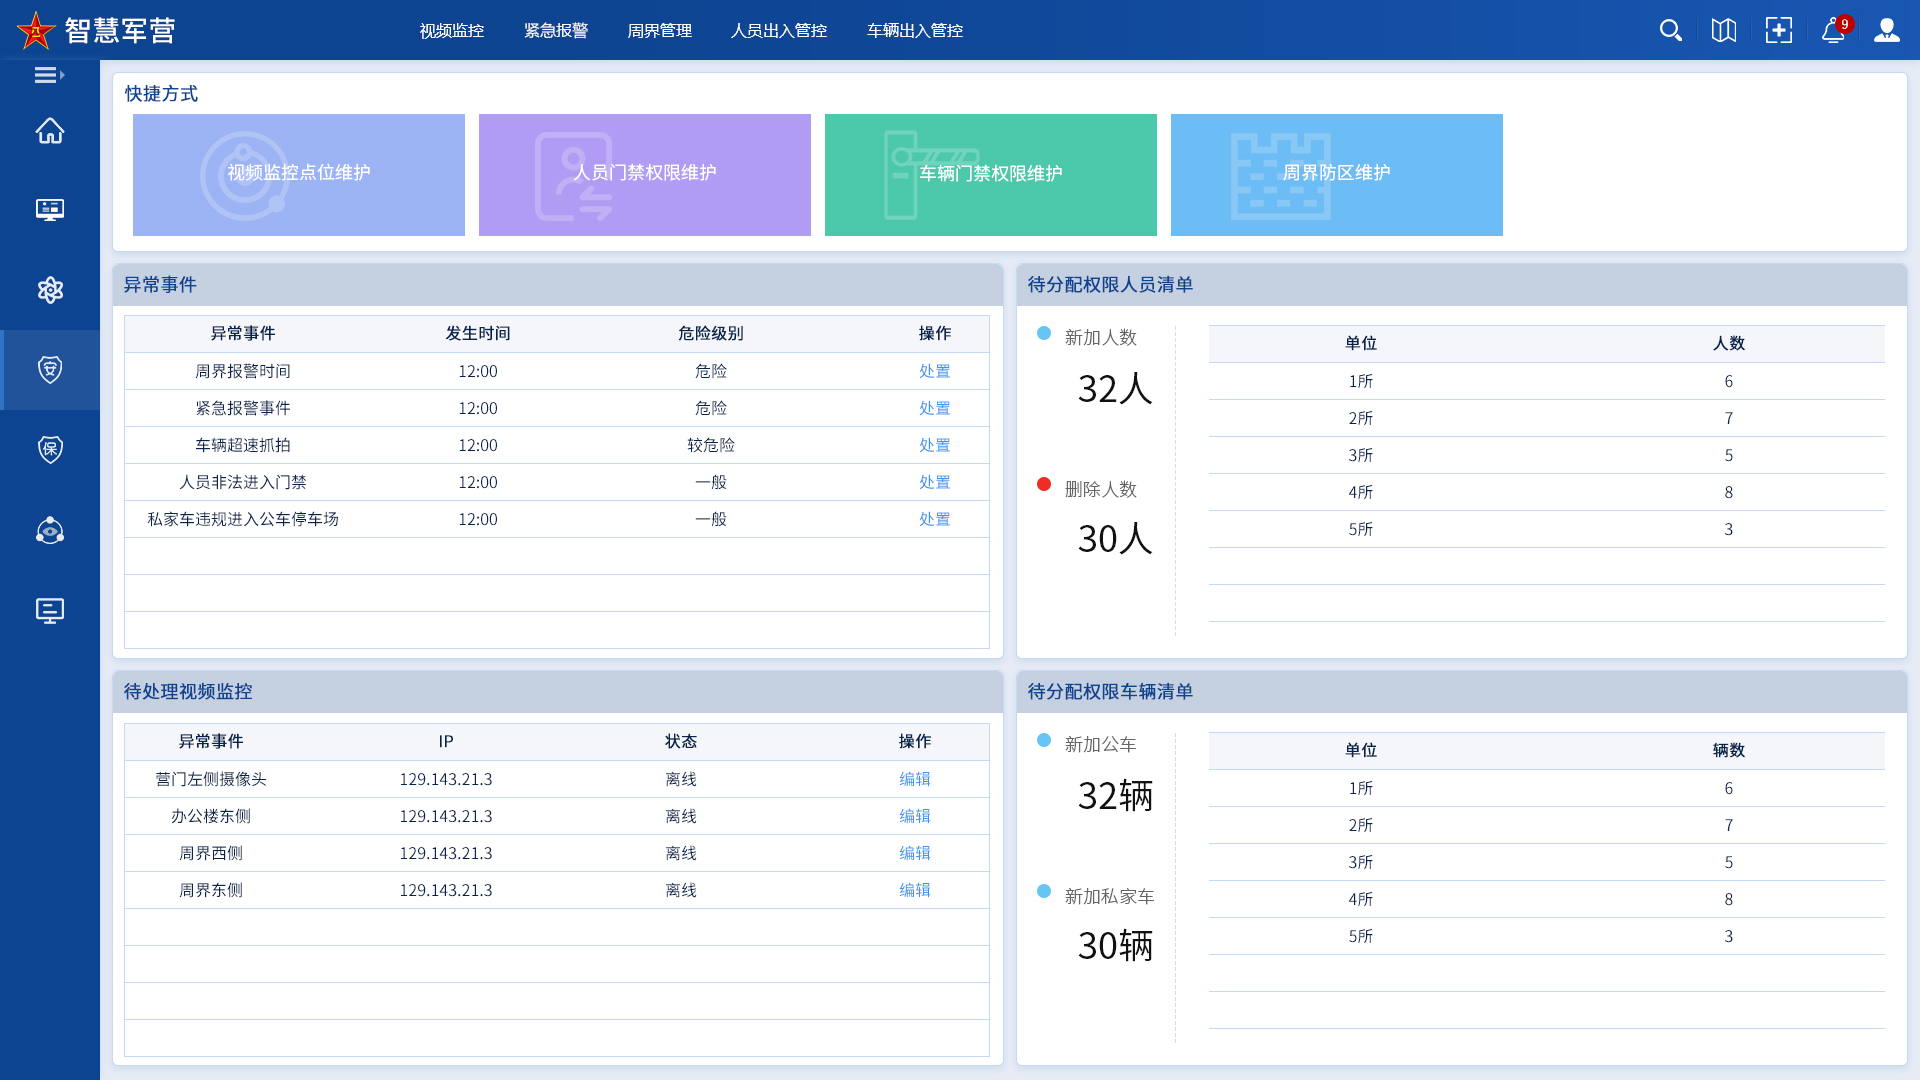 智慧军营 视频监控 紧急报警 周界管理 人员出入管控 车辆出入管控 9
快捷方式
视频监控点位维护 人员门禁权限维护 车辆门禁权限维护 周界防区维护
安
保
异常事件
异常事件 发生时间 危险级别 操作
周界报警时间 12:00 危险 处置
紧急报警事件 12:00 危险 处置
车辆超速抓拍 12:00 较危险 处置
人员非法进入门禁 12:00 一般 处置
私家车违规进入公车停车场 12:00 一般 处置
待分配权限人员清单
新加人数
32人
删除人数
30人
单位 人数
1所 6
2所 7
3所 5
4所 8
5所 3
待处理视频监控
异常事件 IP 状态 操作
营门左侧摄像头 129.143.21.3 离线 编辑
办公楼东侧 129.143.21.3 离线 编辑
周界西侧 129.143.21.3 离线 编辑
周界东侧 129.143.21.3 离线 编辑
待分配权限车辆清单
新加公车
32辆
新加私家车
30辆
单位 辆数
1所 6
2所 7
3所 5
4所 8
5所 3